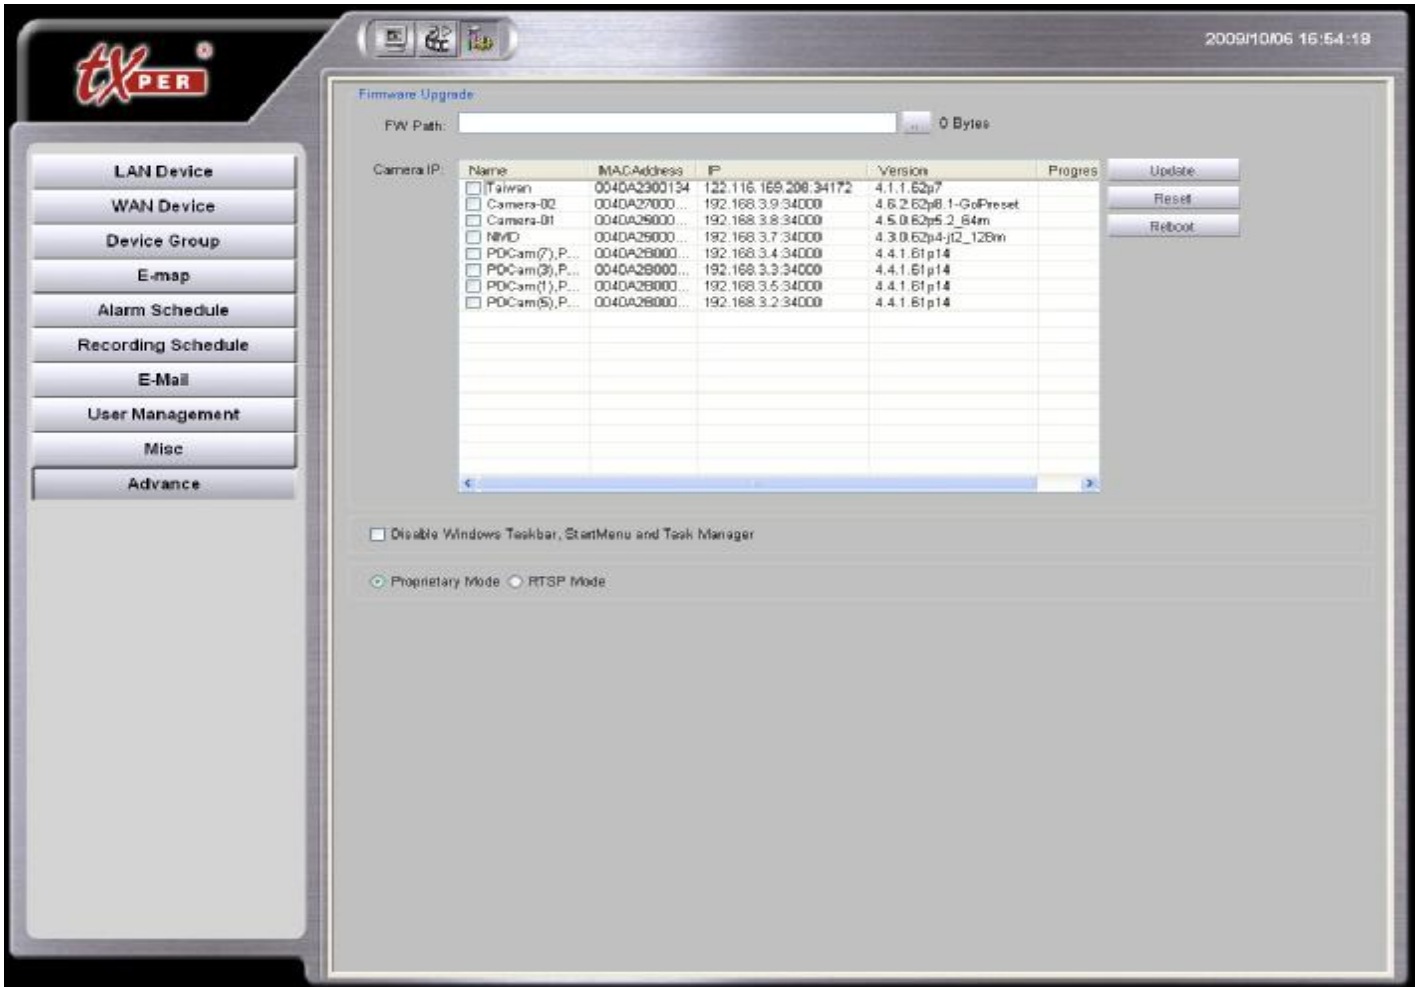 txPER ®
2009/10/06 16:54:18
LAN Device
WAN Device
Device Group
E-map
Alarm Schedule
Recording Schedule
E-Mail
User Management
Misc
Advance
Firmware Upgrade
FW Path: .. 0 Bytes
Camera IP: Name MACAddress IP Version Progres Update
Taiwan 0040A2300134 122.116.169.208:34172 4.1.1.62p7
Camera-02 0040A27000... 192.168.3.9:34000 4.6.2.62p8.1-GoPreset Reset
Camera-01 0040A29000... 192.168.3.8:34000 4.5.0.62p5.2_64m
NMD 0040A25000... 192.168.3.7:34000 4.3.0.62p4-jt2_128m Reboot
PDCam(7),P... 0040A28000... 192.168.3.4:34000 4.4.1.61p14
PDCam(3),P... 0040A28000... 192.168.3.3:34000 4.4.1.61p14
PDCam(1),P... 0040A28000... 192.168.3.5:34000 4.4.1.61p14
PDCam(5),P... 0040A28000... 192.168.3.2:34000 4.4.1.61p14
Disable Windows Taskbar, StartMenu and Task Manager
Proprietary Mode RTSP Mode